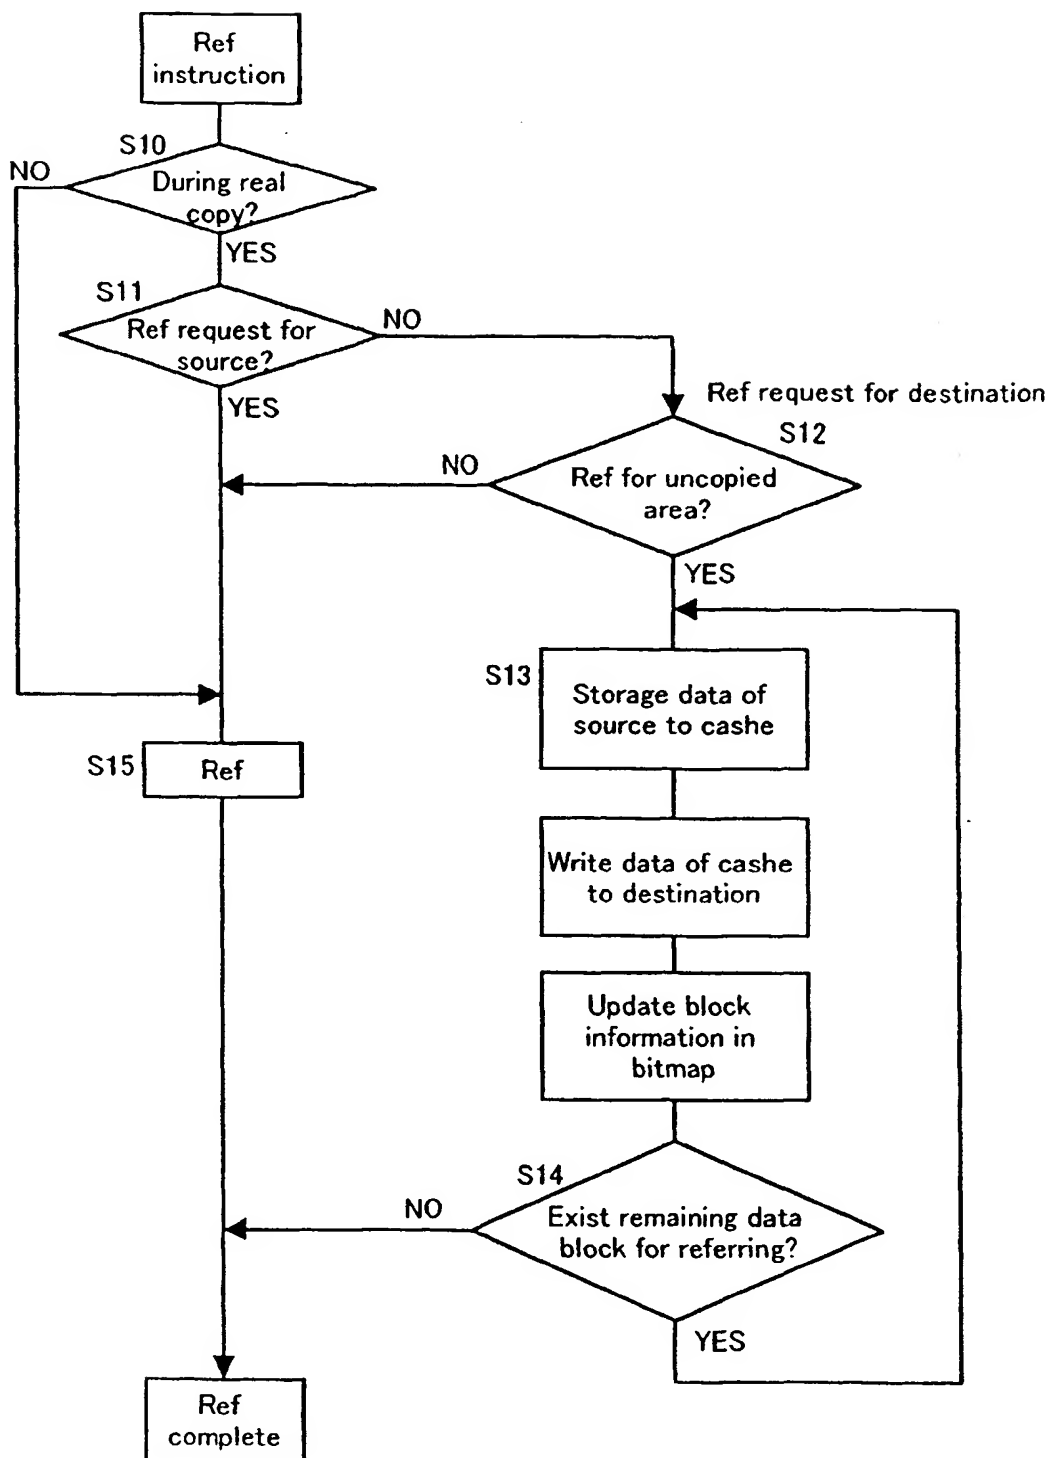 Ref
instruction
S10
NO
During real
copy?
YES
S11
NO
Ref request for
source?
YES
Ref request for destination
S12
NO
Ref for uncopied
area?
YES
S13
Storage data of
source to cashe
S15
Ref
Write data of cashe
to destination
Update block
information in
bitmap
S14
NO
Exist remaining data
block for referring?
YES
Ref
complete